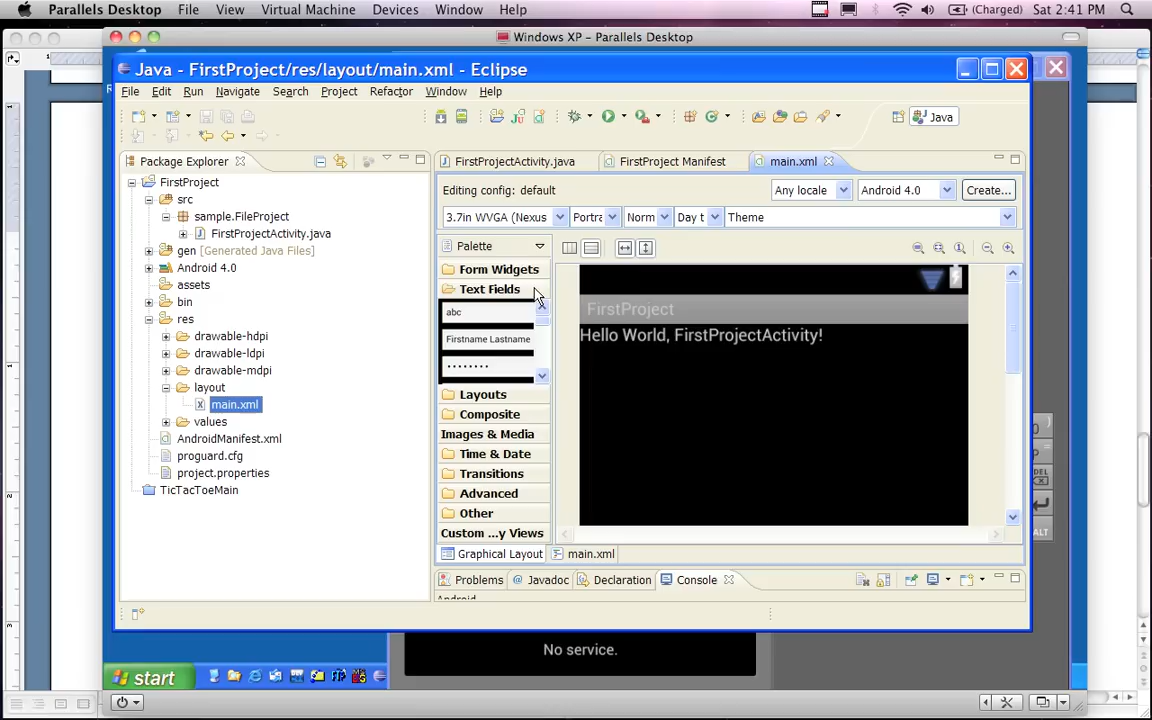 Parallels Desktop File View Virtual Machine Devices Window Help (Charged) Sat 2:41 PM
Windows XP - Parallels Desktop
Java - FirstProject/res/layout/main.xml - Eclipse
File Edit Run Navigate Search Project Refactor Window Help
Java
Package Explorer
FirstProjectActivity.java FirstProject Manifest main.xml
FirstProject
src
sample.FileProject
FirstProjectActivity.java
gen [Generated Java Files]
Android 4.0
assets
bin
res
drawable-hdpi
drawable-ldpi
drawable-mdpi
layout
main.xml
values
AndroidManifest.xml
proguard.cfg
project.properties
TicTacToeMain
Editing config: default
Any locale Android 4.0 Create...
3.7in WVGA (Nexus Portra Norm Day t Theme
Palette
Form Widgets
Text Fields
abc
Firstname Lastname
Layouts
Composite
Images & Media
Time & Date
Transitions
Advanced
Other
Custom ...y Views
FirstProject
Hello World, FirstProjectActivity!
Graphical Layout main.xml
Problems Javadoc Declaration Console
Android
DEL
ALT
No service.
start